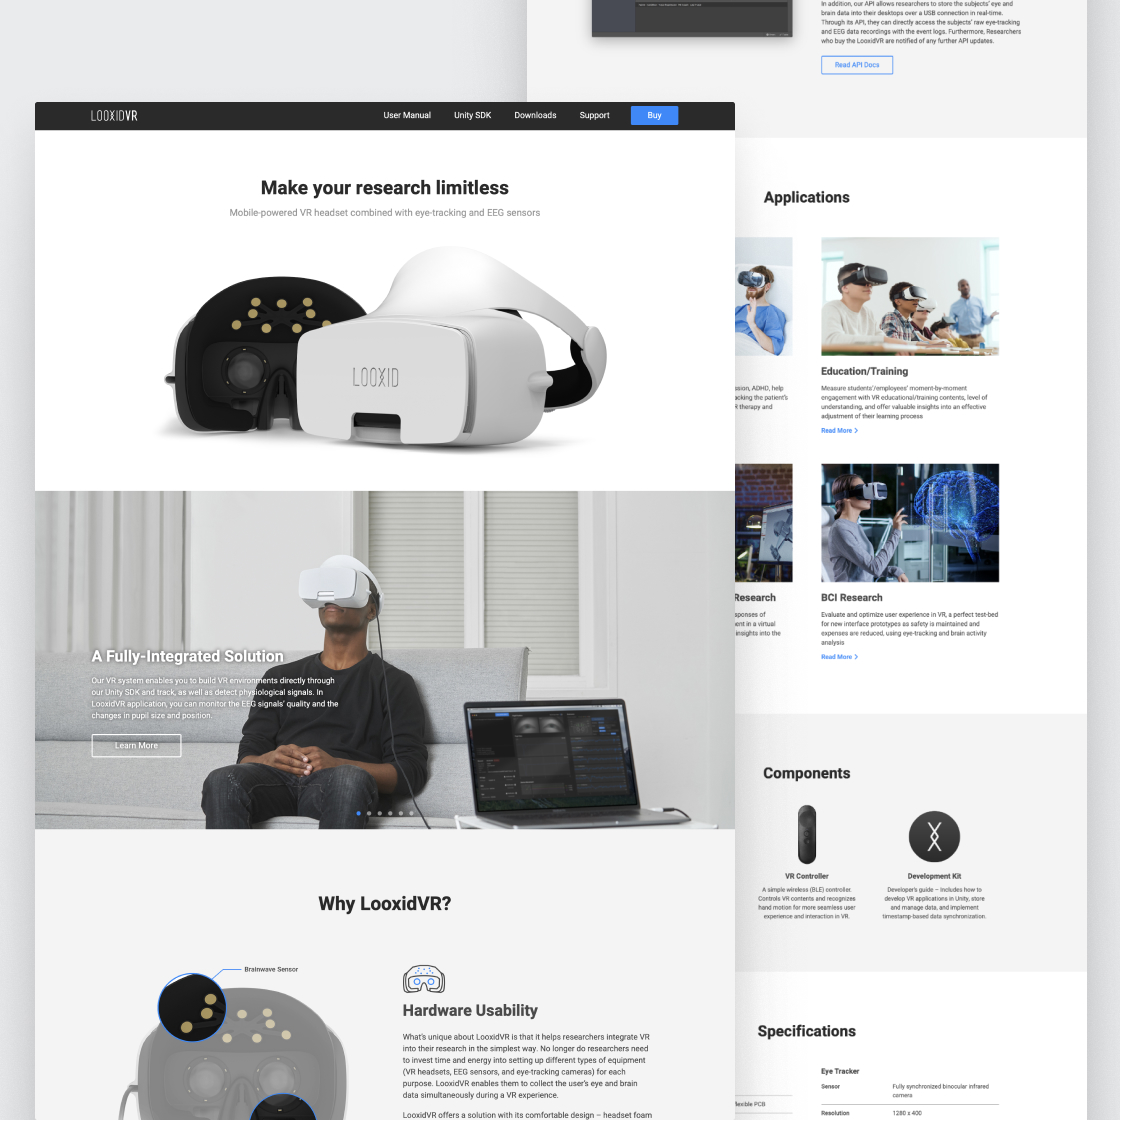 LOOXIDVR
User Manual
Unity SDK
Downloads
Support
Buy
Make your research limitless
Mobile-powered VR headset combined with eye-tracking and EEG sensors
LOOXID
A Fully-Integrated Solution
Our VR system enables you to build VR environments directly through
our Unity SDK and track, as well as detect physiological signals. In
LooxidVR application, you can monitor the EEG signals' quality and the
changes in pupil size and position.
Learn More
Why LooxidVR?
Brainwave Sensor
Hardware Usability
What's unique about LooxidVR is that it helps researchers integrate VR
into their research in the simplest way. No longer do researchers need
to invest time and energy into setting up different types of equipment
(VR headsets, EEG sensors, and eye-tracking cameras) for each
purpose. LooxidVR enables them to collect the user's eye and brain
data simultaneously during a VR experience.
LooxidVR offers a solution with its comfortable design – headset foam
In addition, our API allows researchers to store the subjects' eye and
brain data into their desktops over a USB connection in real-time.
Through its API, they can directly access the subjects' raw eye-tracking
and EEG data recordings with the event logs. Furthermore, Researchers
who buy the LooxidVR are notified of any further API updates.
Read API Docs
Applications
ssion, ADHD, help
acking the patient's
R therapy and
Education/Training
Measure students'/employees' moment-by-moment
engagement with VR educational/training contents, level of
understanding, and offer valuable insights into an effective
adjustment of their learning process
Read More
Research
sponses of
ent in a virtual
insights into the
BCI Research
Evaluate and optimize user experience in VR, a perfect test-bed
for new interface prototypes as safety is maintained and
expenses are reduced, using eye-tracking and brain activity
analysis
Read More
Components
VR Controller
A simple wireless (BLE) controller.
Controls VR contents and recognizes
hand motion for more seamless user
experience and interaction in VR.
Development Kit
Developer's guide – Includes how to
develop VR applications in Unity, store
and manage data, and implement
timestamp-based data synchronization.
Specifications
flexible PCB
Eye Tracker
Sensor
Fully synchronized binocular infrared
camera
Resolution
1280 x 400